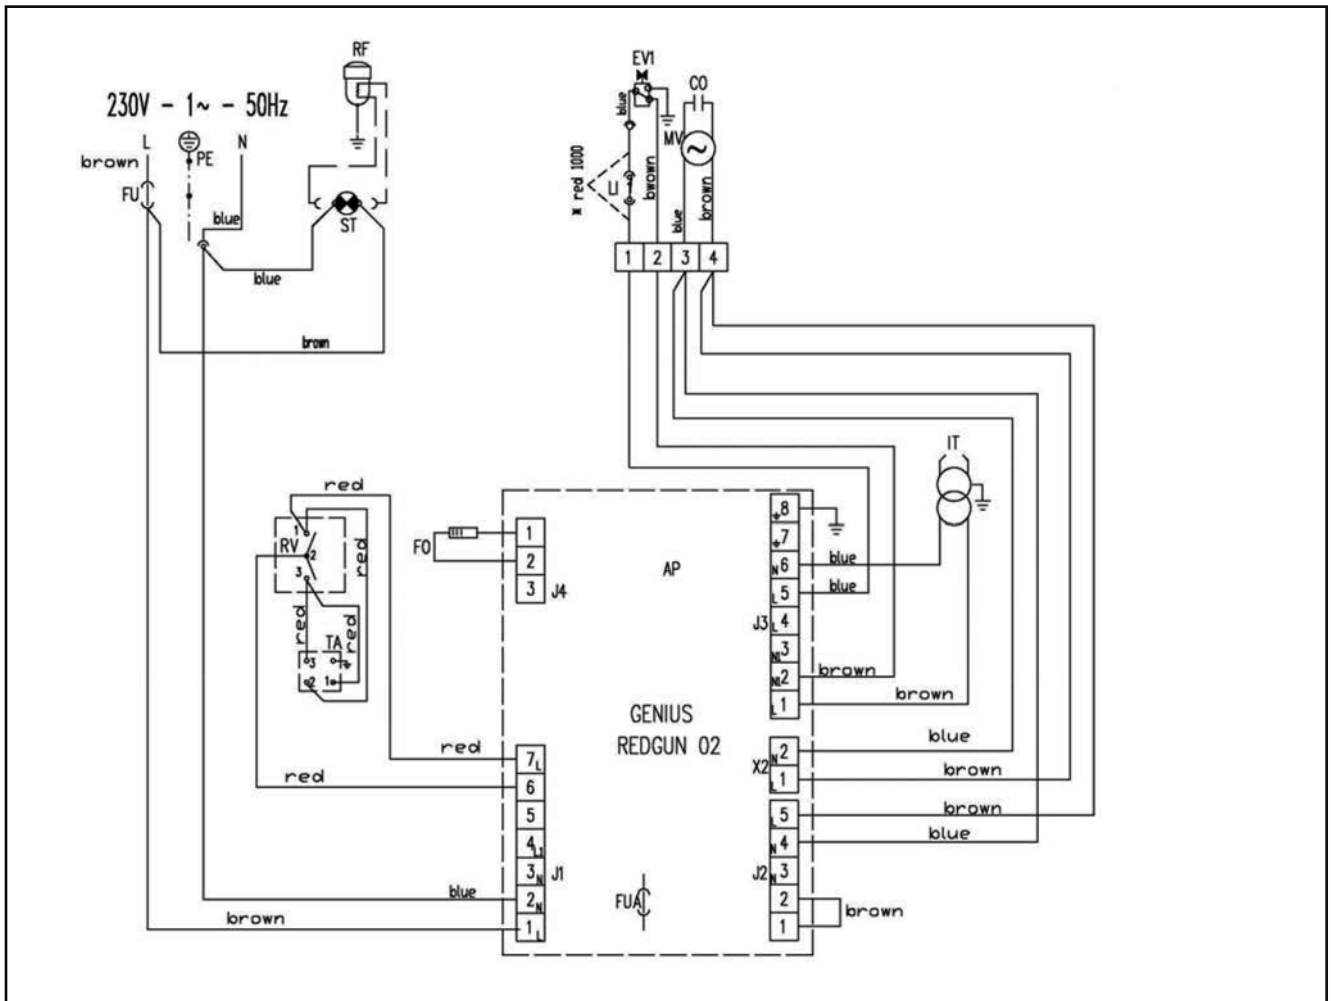 RF
230V - 1~ - 50Hz
L PE N
brown
FU
blue
ST
blue
brown
EV1
CO
blue
MV
* red 1000
LI
bwown
blue
brown
1 2 3 4
IT
red
1
RV
2
3
red
red
red
TA
3
2 1
FO
1
2
3
J4
AP
8
7
N 6 blue
L 5 blue
L 4
J3
N1 3
N1 2 brown
L 1 brown
GENIUS
REDGUN 02
N 2 blue
X2
L 1 brown
L 5 brown
N 4 blue
J2
N 3
2
brown
1
red 7 L
red 6
5
4 L1
3 N
J1
blue 2 N
brown 1 L
FUA